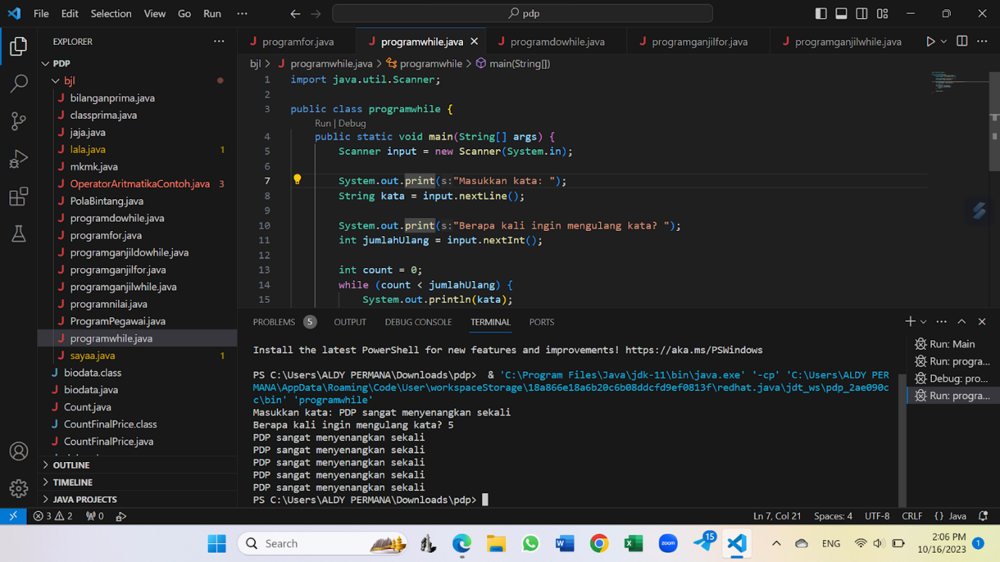 File Edit Selection View Go Run ···
pdp
EXPLORER ···
PDP
bjl
J bilanganprima.java
J classprima.java
J jaja.java
J lala.java 1
J mkmk.java
J OperatorAritmatikaContoh.java 3
J PolaBintang.java
J programdowhile.java
J programfor.java
J programganjildowhile.java
J programganjilfor.java
J programganjilwhile.java
J programnilai.java
J ProgramPegawai.java
J programwhile.java
J sayaa.java 1
J biodata.class
J biodata.java
J Count.java
J CountFinalPrice.class
J CountFinalPrice.java
OUTLINE
TIMELINE
JAVA PROJECTS
J programfor.java J programwhile.java J programdowhile.java J programganjilfor.java J programganjilwhile.java ···
bjl > J programwhile.java > programwhile > main(String[])
1 import java.util.Scanner;
2
3 public class programwhile {
Run | Debug
4 public static void main(String[] args) {
5 Scanner input = new Scanner(System.in);
6
7 System.out.print(s:"Masukkan kata: ");
8 String kata = input.nextLine();
9
10 System.out.print(s:"Berapa kali ingin mengulang kata? ");
11 int jumlahUlang = input.nextInt();
12
13 int count = 0;
14 while (count < jumlahUlang) {
15 System.out.println(kata);
PROBLEMS 5 OUTPUT DEBUG CONSOLE TERMINAL PORTS ···
Install the latest PowerShell for new features and improvements! https://aka.ms/PSWindows
PS C:\Users\ALDY PERMANA\Downloads\pdp> & 'C:\Program Files\Java\jdk-11\bin\java.exe' '-cp' 'C:\Users\ALDY PER
MANA\AppData\Roaming\Code\User\workspaceStorage\18a866e18a6b20c6b08ddcfd9ef0813f\redhat.java\jdt_ws\pdp_2ae090c
c\bin' 'programwhile'
Masukkan kata: PDP sangat menyenangkan sekali
Berapa kali ingin mengulang kata? 5
PDP sangat menyenangkan sekali
PDP sangat menyenangkan sekali
PDP sangat menyenangkan sekali
PDP sangat menyenangkan sekali
PDP sangat menyenangkan sekali
PS C:\Users\ALDY PERMANA\Downloads\pdp>
Run: Main
Run: progra...
Debug: pro...
Run: progra...
3 2 0 Ln 7, Col 21 Spaces: 4 UTF-8 CRLF {} Java
Search zoom 15 ENG 2:06 PM
10/16/2023 1